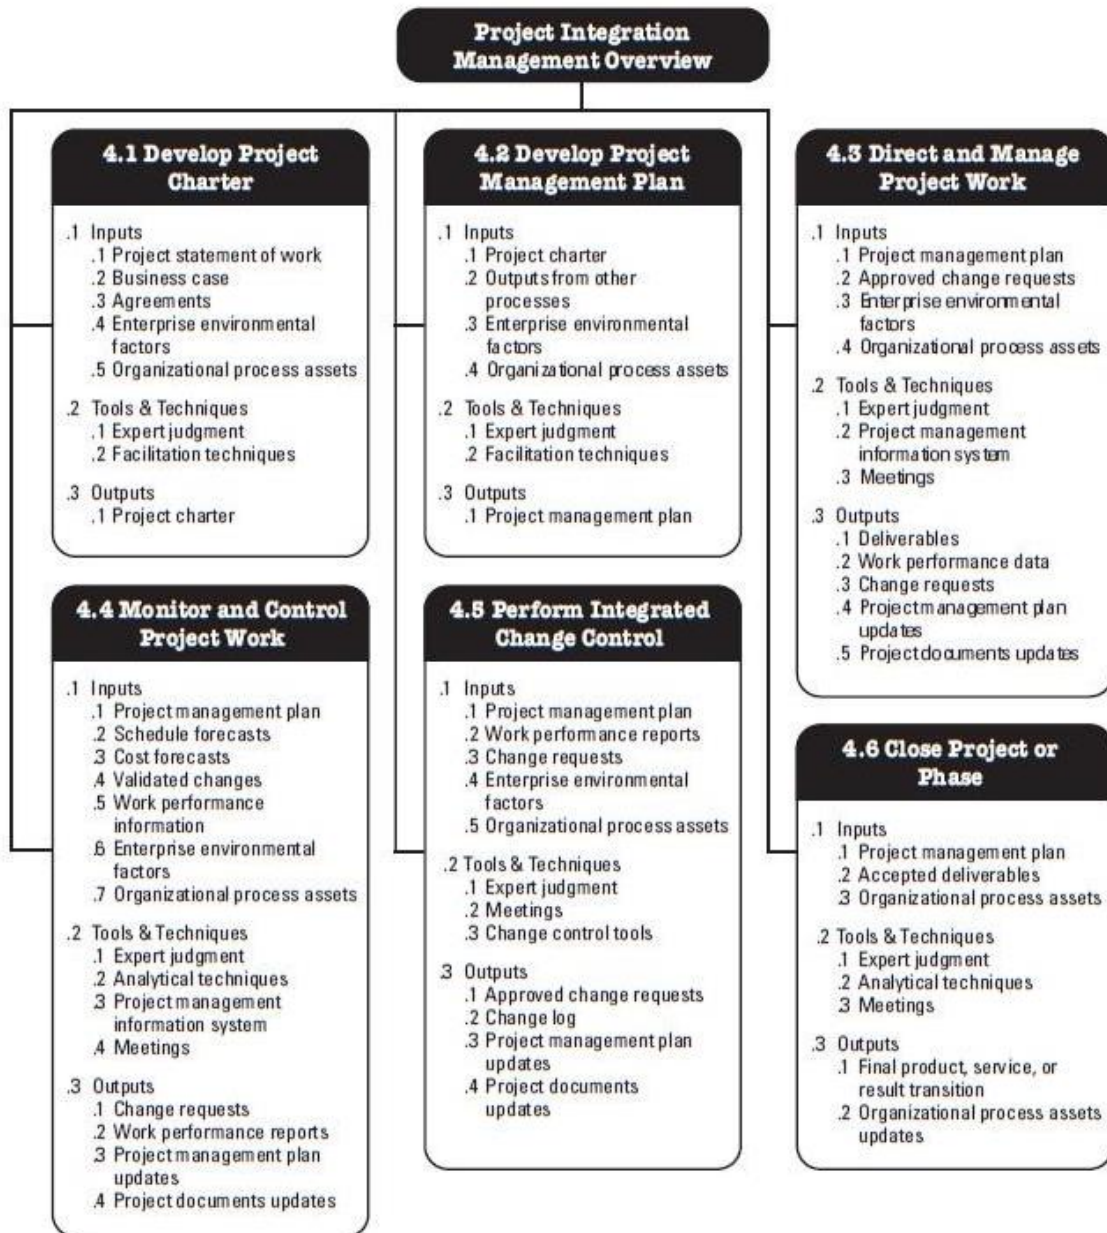 Project Integration
Management Overview
4.1 Develop Project
Charter
.1 Inputs
.1 Project statement of work
.2 Business case
.3 Agreements
.4 Enterprise environmental
factors
.5 Organizational process assets
.2 Tools & Techniques
.1 Expert judgment
.2 Facilitation techniques
.3 Outputs
.1 Project charter
4.2 Develop Project
Management Plan
.1 Inputs
.1 Project charter
.2 Outputs from other
processes
.3 Enterprise environmental
factors
.4 Organizational process assets
.2 Tools & Techniques
.1 Expert judgment
.2 Facilitation techniques
.3 Outputs
.1 Project management plan
4.3 Direct and Manage
Project Work
.1 Inputs
.1 Project management plan
.2 Approved change requests
.3 Enterprise environmental
factors
.4 Organizational process assets
.2 Tools & Techniques
.1 Expert judgment
.2 Project management
information system
.3 Meetings
.3 Outputs
.1 Deliverables
.2 Work performance data
.3 Change requests
.4 Project management plan
updates
.5 Project documents updates
4.4 Monitor and Control
Project Work
.1 Inputs
.1 Project management plan
.2 Schedule forecasts
.3 Cost forecasts
.4 Validated changes
.5 Work performance
information
.6 Enterprise environmental
factors
.7 Organizational process assets
.2 Tools & Techniques
.1 Expert judgment
.2 Analytical techniques
.3 Project management
information system
.4 Meetings
.3 Outputs
.1 Change requests
.2 Work performance reports
.3 Project management plan
updates
.4 Project documents updates
4.5 Perform Integrated
Change Control
.1 Inputs
.1 Project management plan
.2 Work performance reports
.3 Change requests
.4 Enterprise environmental
factors
.5 Organizational process assets
.2 Tools & Techniques
.1 Expert judgment
.2 Meetings
.3 Change control tools
.3 Outputs
.1 Approved change requests
.2 Change log
.3 Project management plan
updates
.4 Project documents
updates
4.6 Close Project or
Phase
.1 Inputs
.1 Project management plan
.2 Accepted deliverables
.3 Organizational process assets
.2 Tools & Techniques
.1 Expert judgment
.2 Analytical techniques
.3 Meetings
.3 Outputs
.1 Final product, service, or
result transition
.2 Organizational process assets
updates